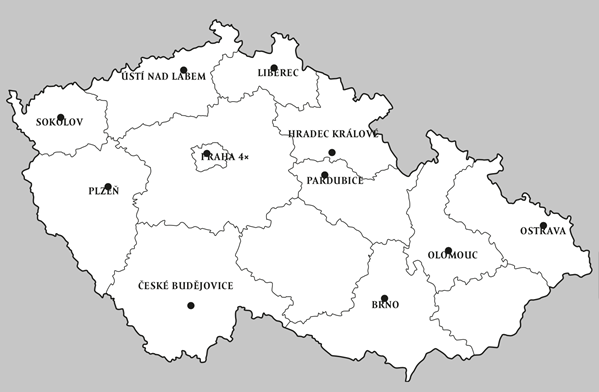 ÚSTÍ NAD LABEM
LIBEREC
SOKOLOV
HRADEC KRÁLOVÉ
PRAHA 4×
PLZEŇ
PARDUBICE
OSTRAVA
OLOMOUC
ČESKÉ BUDĚJOVICE
BRNO